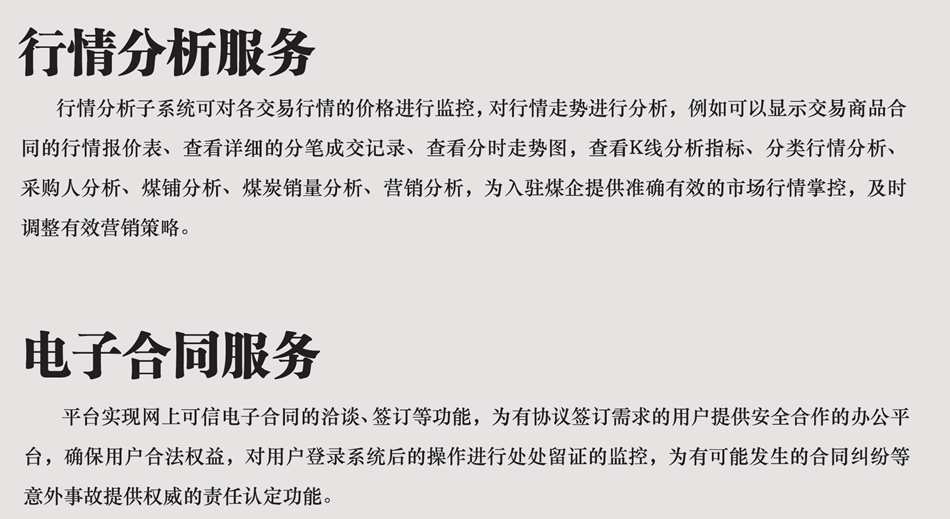 行情分析服务
行情分析子系统可对各交易行情的价格进行监控，对行情走势进行分析，例如可以显示交易商品合
同的行情报价表、查看详细的分笔成交记录、查看分时走势图，查看K线分析指标、分类行情分析、
采购人分析、煤铺分析、煤炭销量分析、营销分析，为入驻煤企提供准确有效的市场行情掌控，及时
调整有效营销策略。
电子合同服务
平台实现网上可信电子合同的洽谈、签订等功能，为有协议签订需求的用户提供安全合作的办公平
台，确保用户合法权益，对用户登录系统后的操作进行处处留证的监控，为有可能发生的合同纠纷等
意外事故提供权威的责任认定功能。